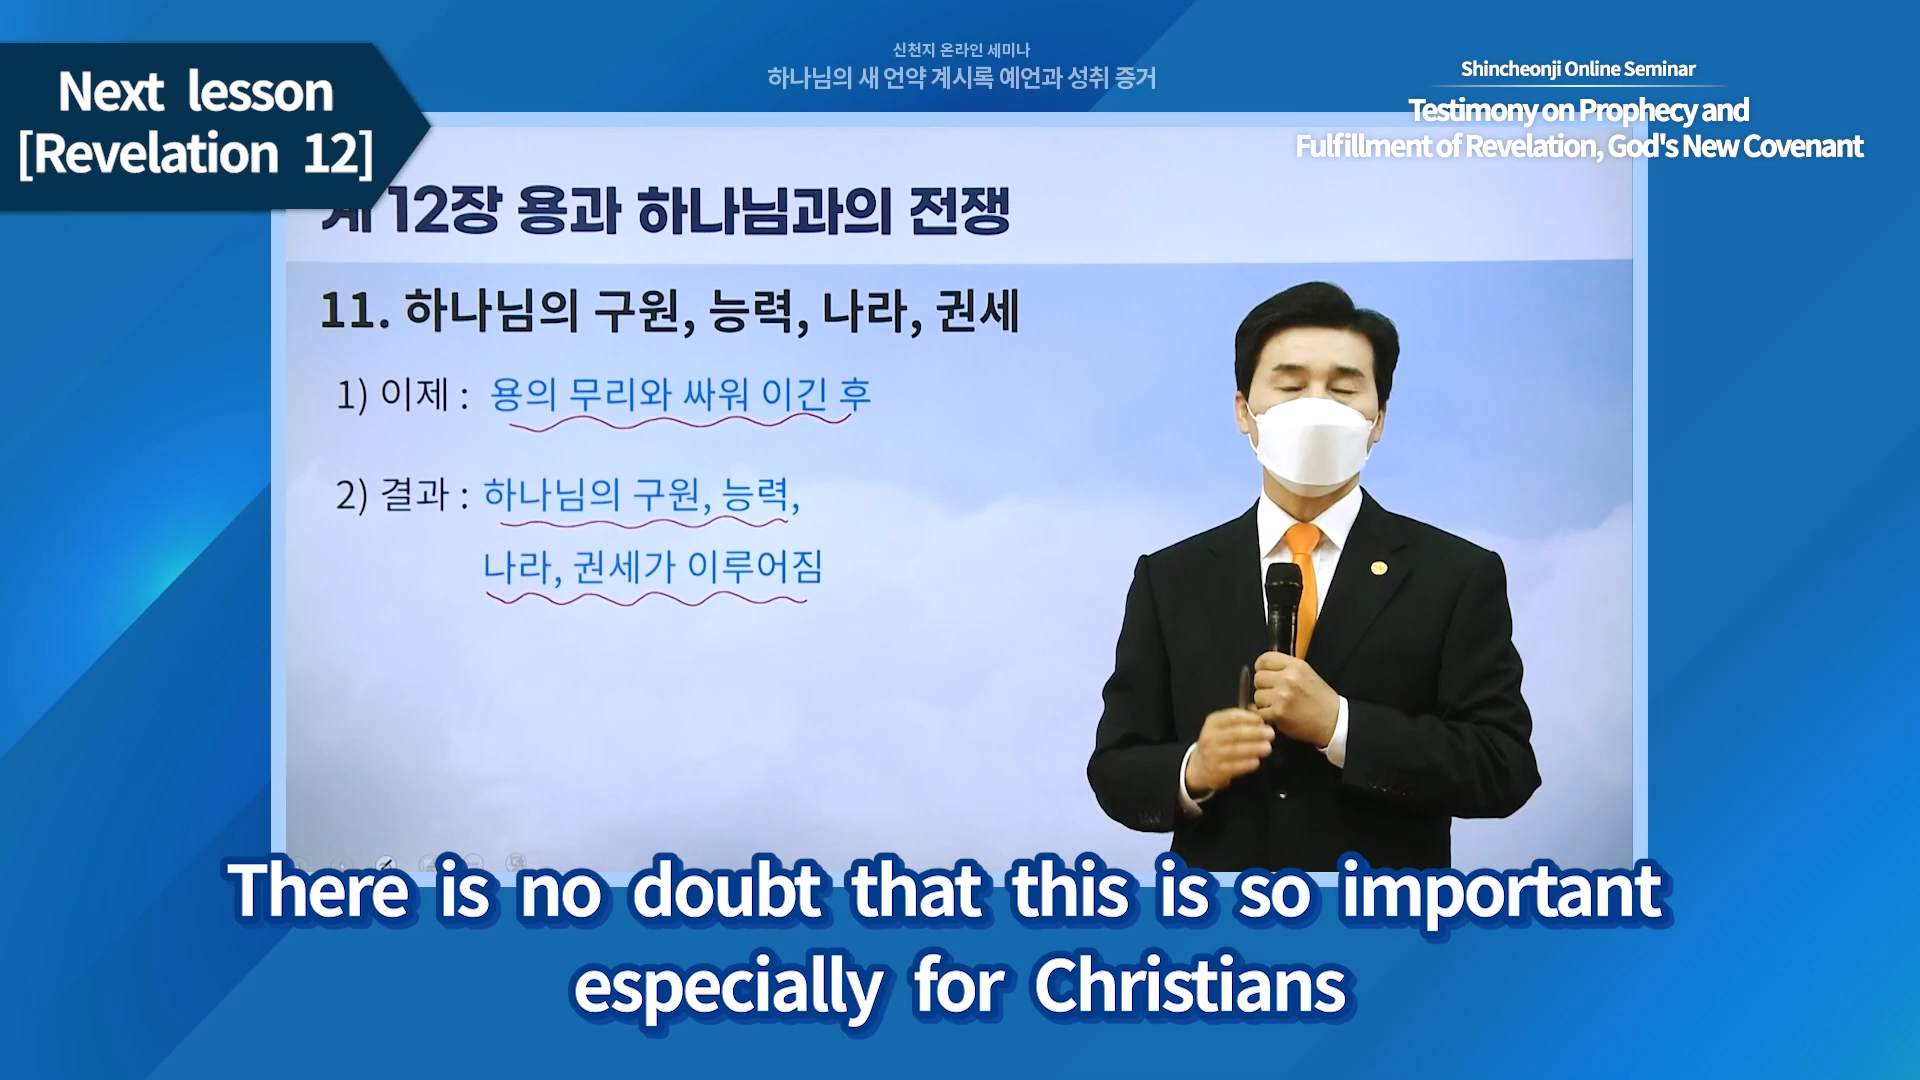 Next lesson
[Revelation 12]
신천지 온라인 세미나
하나님의 새 언약 계시록 예언과 성취 증거
Shincheonji Online Seminar
Testimony on Prophecy and
Fulfillment of Revelation, God's New Covenant
계 12장 용과 하나님과의 전쟁
11. 하나님의 구원, 능력, 나라, 권세
1) 이제 : 용의 무리와 싸워 이긴 후
2) 결과 : 하나님의 구원, 능력,
나라, 권세가 이루어짐
There is no doubt that this is so important
especially for Christians